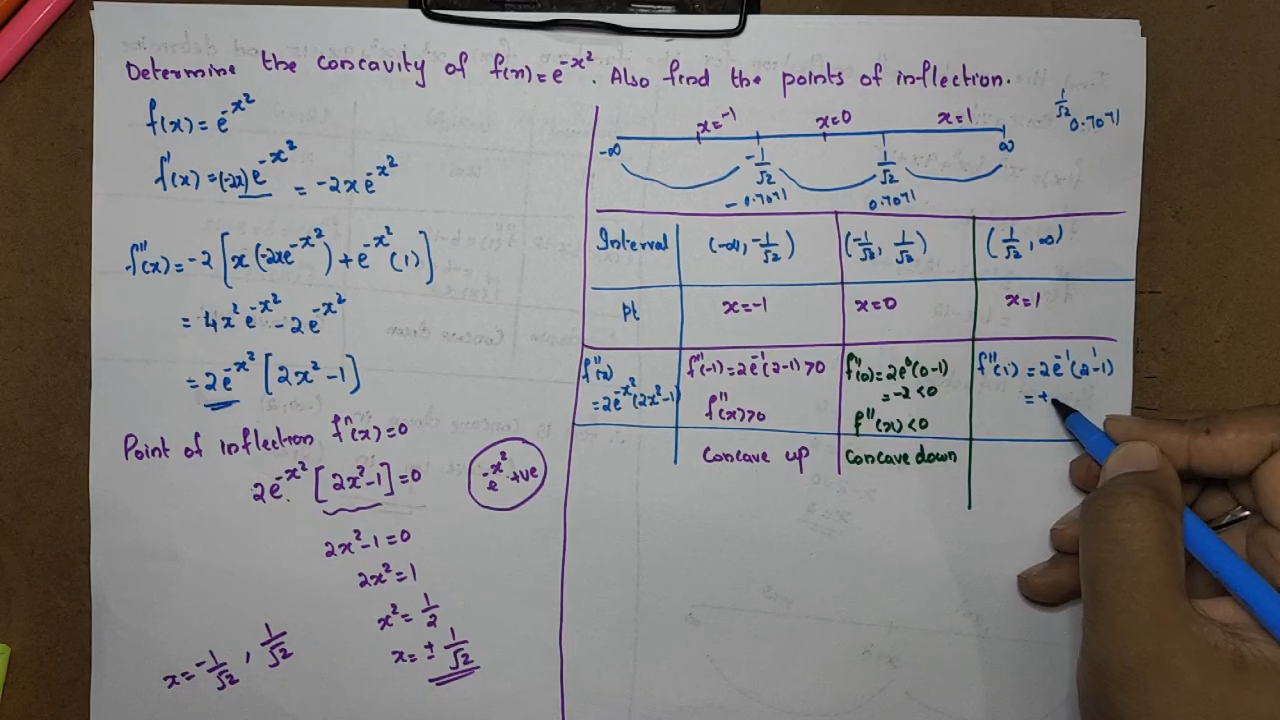 Determine the concavity of f(x)=e^-x². Also find the points of inflection.
f(x)=e^-x²
f'(x)=(-2x)e^-x² = -2xe^-x²
f''(x)=-2[x(-2xe^-x²)+e^-x²(1)]
=4x²e^-x²-2e^-x²
=2e^-x²[2x²-1]
Point of inflection f''(x)=0
2e^-x²[2x²-1]=0
e^-x² +ve
2x²-1=0
2x²=1
x²=1/2
x=±1/√2
x=-1/√2, 1/√2
1/√2 0.7071
x=-1 x=0 x=1
-∞ -1/√2 1/√2 ∞
-0.7071 0.7071
Interval (-∞,-1/√2) (-1/√2, 1/√2) (1/√2,∞)
Pt x=-1 x=0 x=1
f''(x) f''(-1)=2e^-1(2-1)>0 f''(0)=2e^0(0-1) f''(1)=2e^-1(2-1)
=2e^-x²(2x²-1) =-2<0 =+
f''(x)>0 f''(x)<0
Concave up Concave down